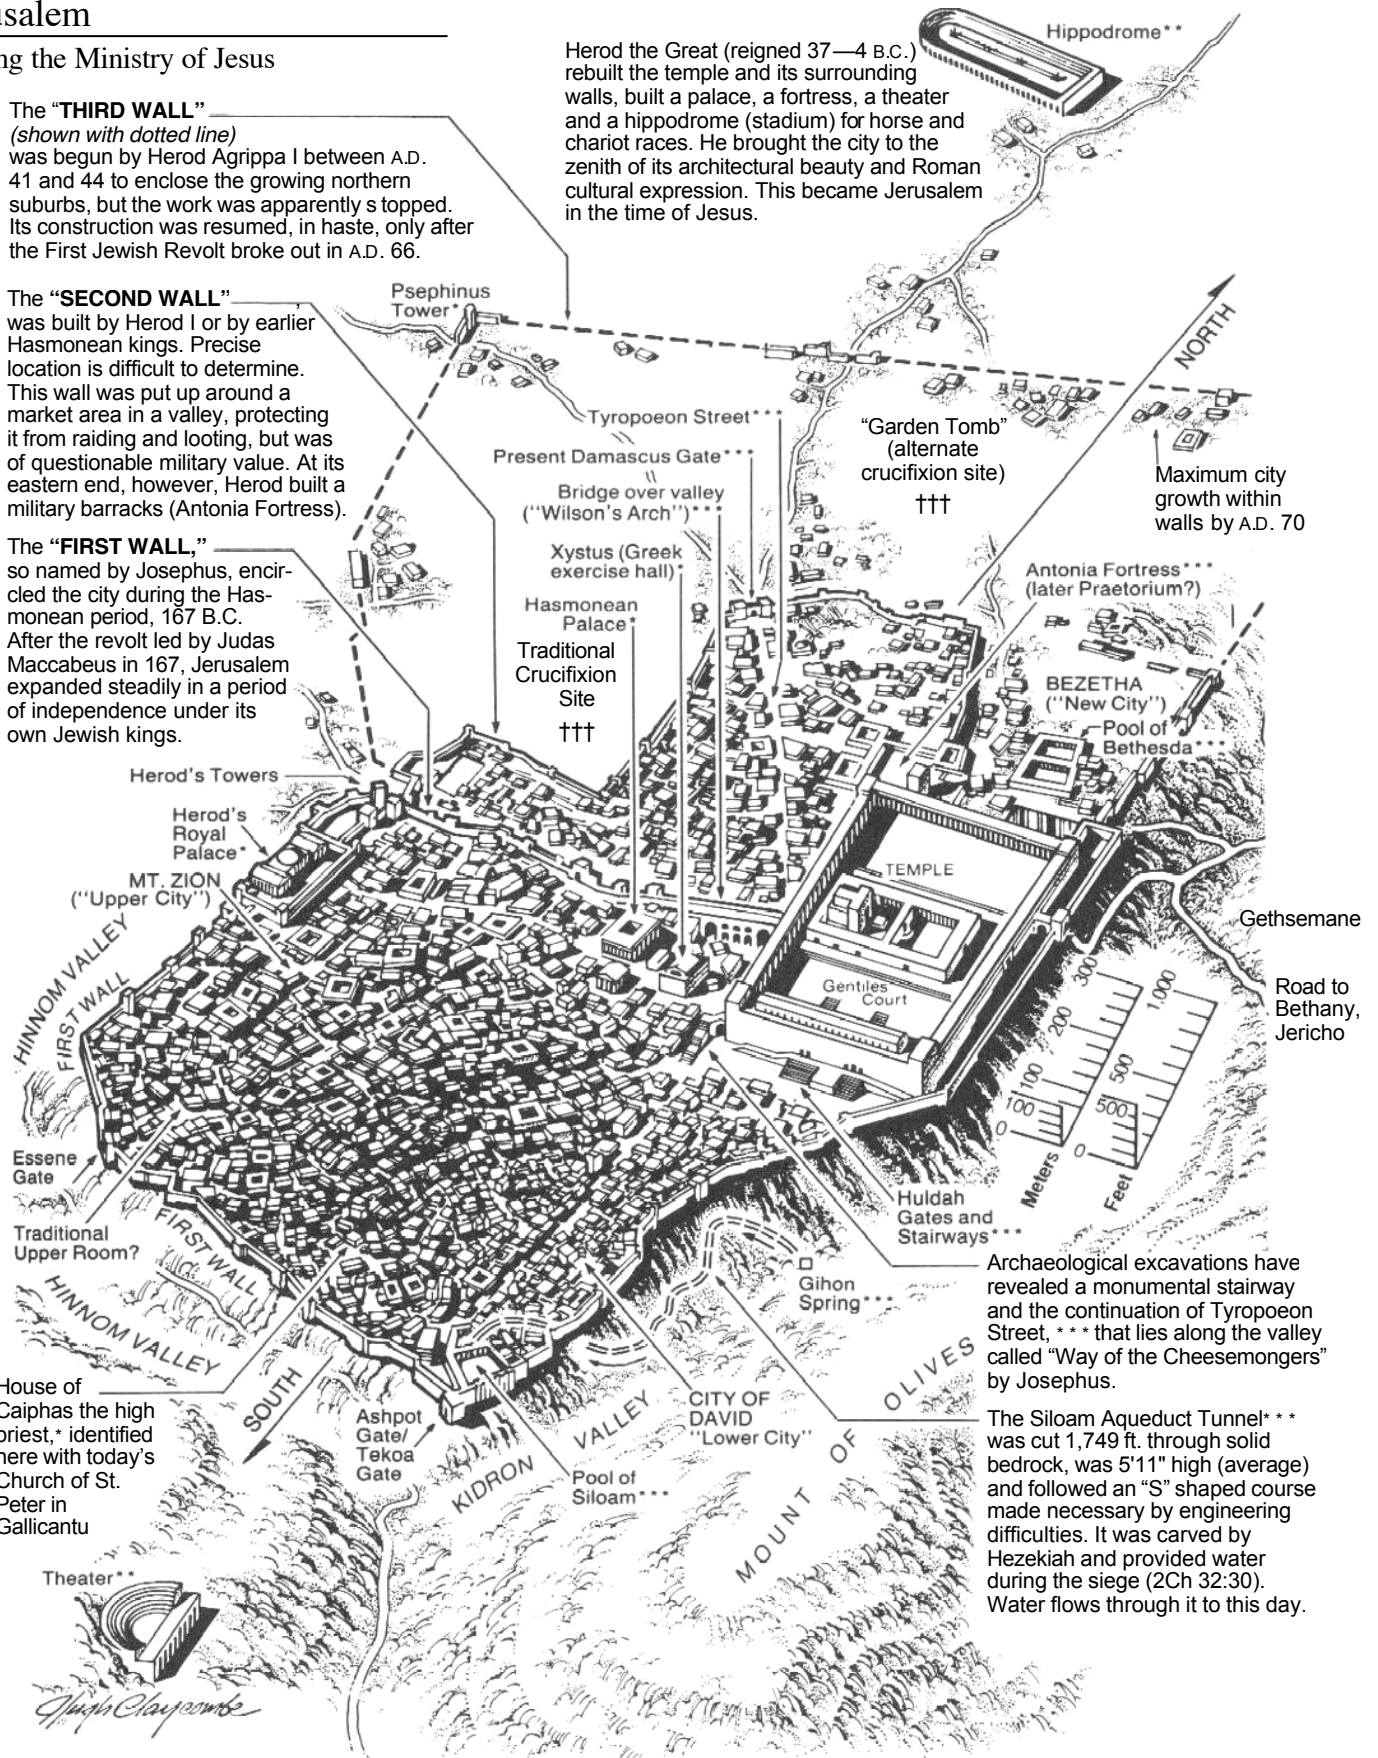 usalem
ng the Ministry of Jesus
The “THIRD WALL”
(shown with dotted line)
was begun by Herod Agrippa I between A.D.
41 and 44 to enclose the growing northern
suburbs, but the work was apparently s topped.
Its construction was resumed, in haste, only after
the First Jewish Revolt broke out in A.D. 66.
Herod the Great (reigned 37—4 B.C.)
rebuilt the temple and its surrounding
walls, built a palace, a fortress, a theater
and a hippodrome (stadium) for horse and
chariot races. He brought the city to the
zenith of its architectural beauty and Roman
cultural expression. This became Jerusalem
in the time of Jesus.
Hippodrome**
The “SECOND WALL”
was built by Herod I or by earlier
Hasmonean kings. Precise
location is difficult to determine.
This wall was put up around a
market area in a valley, protecting
it from raiding and looting, but was
of questionable military value. At its
eastern end, however, Herod built a
military barracks (Antonia Fortress).
Psephinus
Tower*
NORTH
Tyropoeon Street***
Present Damascus Gate***
Bridge over valley
("Wilson's Arch")***
Xystus (Greek
exercise hall)*
Hasmonean
Palace*
Traditional
Crucifixion
Site
†††
“Garden Tomb”
(alternate
crucifixion site)
†††
Maximum city
growth within
walls by A.D. 70
Antonia Fortress***
(later Praetorium?)
BEZETHA
("New City")
Pool of
Bethesda***
The “FIRST WALL,”
so named by Josephus, encir-
cled the city during the Has-
monean period, 167 B.C.
After the revolt led by Judas
Maccabeus in 167, Jerusalem
expanded steadily in a period
of independence under its
own Jewish kings.
Herod's Towers
Herod's
Royal
Palace*
MT. ZION
("Upper City")
HINNOM VALLEY
FIRST WALL
TEMPLE
Gentiles
Court
Gethsemane
Road to
Bethany,
Jericho
300
200
100
100
0
Meters
1,000
500
500
0
Feet
Essene
Gate
Traditional
Upper Room?
FIRST WALL
HINNOM VALLEY
Huldah
Gates and
Stairways***
Gihon
Spring***
Archaeological excavations have
revealed a monumental stairway
and the continuation of Tyropoeon
Street, *** that lies along the valley
called “Way of the Cheesemongers”
by Josephus.
House of
Caiphas the high
priest,* identified
here with today’s
Church of St.
Peter in
Gallicantu
SOUTH
Ashpot
Gate/
Tekoa
Gate
KIDRON VALLEY
Pool of
Siloam***
CITY OF
DAVID
"Lower City"
MOUNT OF OLIVES
The Siloam Aqueduct Tunnel***
was cut 1,749 ft. through solid
bedrock, was 5'11" high (average)
and followed an “S” shaped course
made necessary by engineering
difficulties. It was carved by
Hezekiah and provided water
during the siege (2Ch 32:30).
Water flows through it to this day.
Theater**
Hugh Claycombe